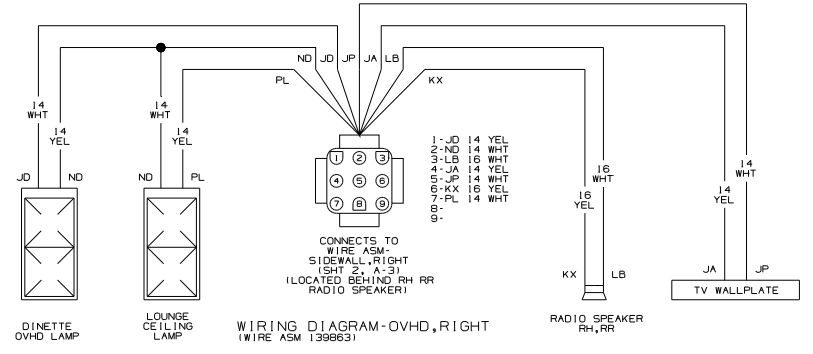 ND JD JP JA LB
PL KX
14 WHT
14 YEL
14 WHT
14 YEL
1-JD 14 YEL
2-ND 14 WHT
3-LB 16 WHT
4-JA 14 YEL
5-JP 14 WHT
6-KX 16 YEL
7-PL 14 WHT
8-
9-
1 2 3
4 5 6
7 8 9
16 YEL
16 WHT
14 YEL
14 WHT
JD ND
ND PL
KX LB
JA JP
CONNECTS TO
WIRE ASM-
SIDEWALL,RIGHT
(SHT 2, A-3)
(LOCATED BEHIND RH RR
RADIO SPEAKER)
TV WALLPLATE
DINETTE
OVHD LAMP
LOUNGE
CEILING
LAMP
RADIO SPEAKER
RH,RR
WIRING DIAGRAM-OVHD,RIGHT
(WIRE ASM 139863)